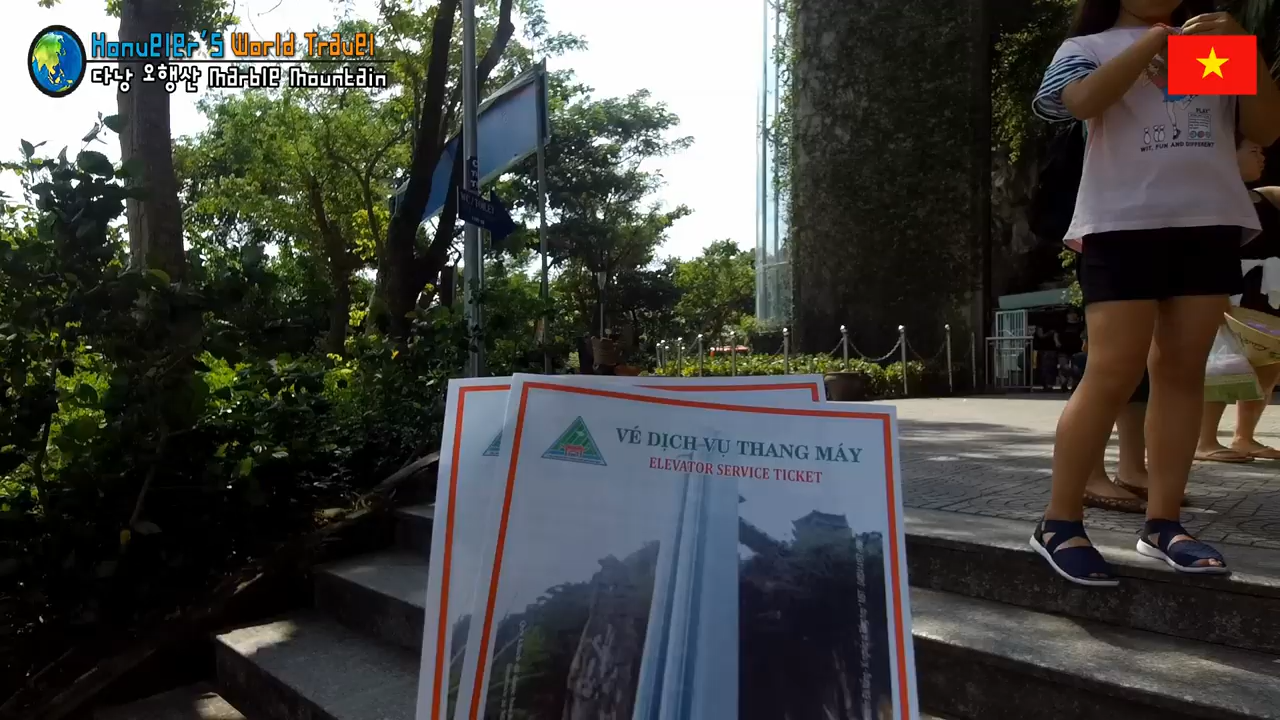 Hanveler's World Travel
다낭 오행산 Marble Mountain
WIT, FUN AND DIFFERENT
VÉ DỊCH VỤ THANG MÁY
ELEVATOR SERVICE TICKET